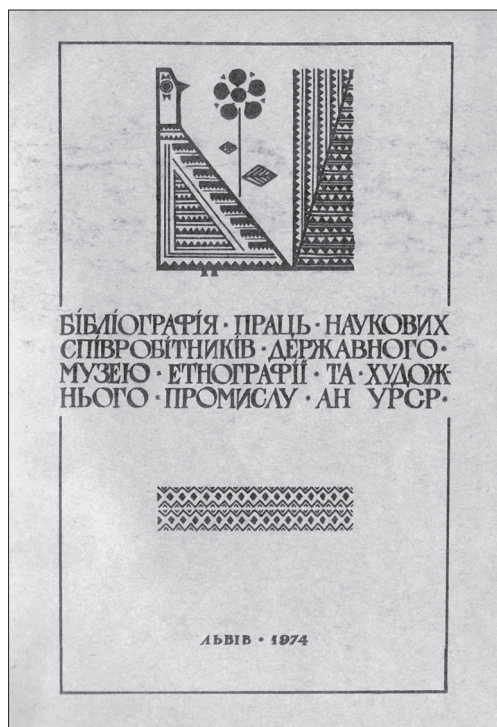 БІБЛІОГРАФІЯ · ПРАЦЬ · НАУКОВИХ
СПІВРОБІТНИКІВ · ДЕРЖАВНОГО ·
МУЗЕЮ · ЕТНОГРАФІЇ · ТА · ХУДОЖ-
НЬОГО · ПРОМИСЛУ · АН УРСР ·
ЛЬВІВ · 1974